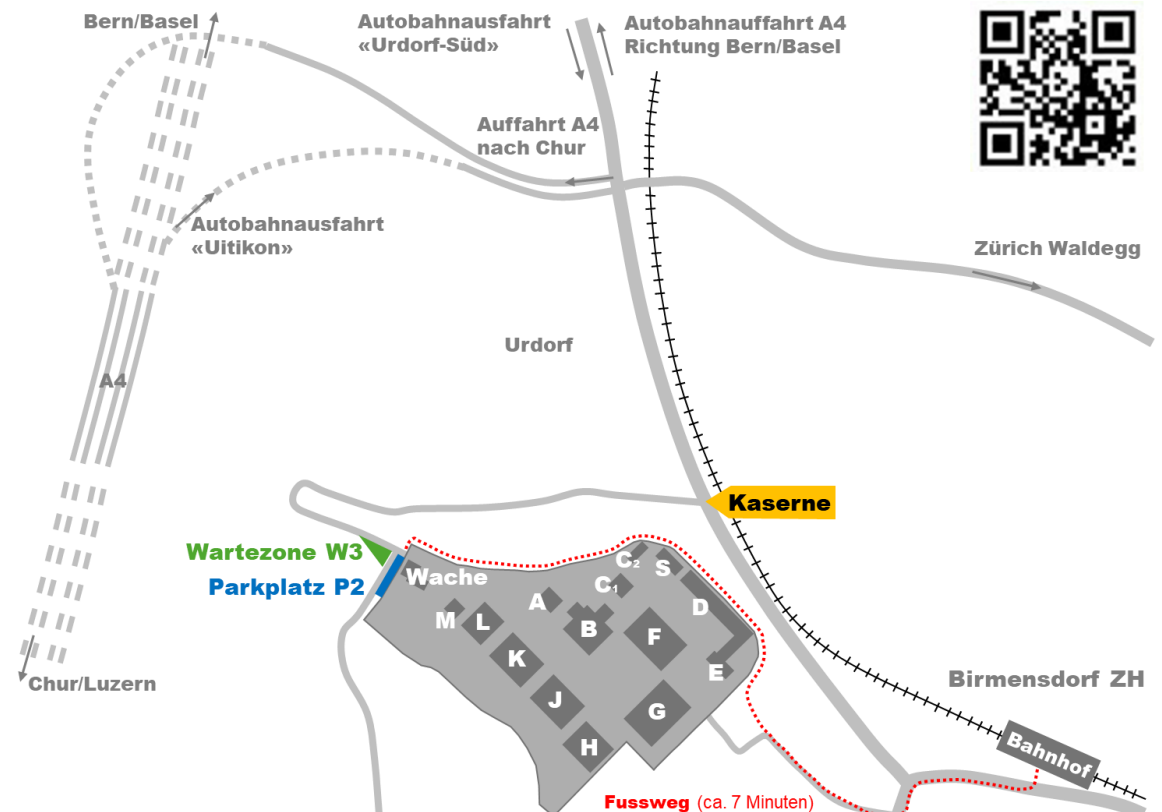 Bern/Basel
Autobahnausfahrt
«Urdorf-Süd»
Autobahnauffahrt A4
Richtung Bern/Basel
Auffahrt A4
nach Chur
Autobahnausfahrt
«Uitikon»
Zürich Waldegg
Urdorf
A4
Kaserne
Wartezone W3
Parkplatz P2
Wache
C2
S
C1
A
D
M
L
B
F
K
E
J
G
H
Chur/Luzern
Birmensdorf ZH
Bahnhof
Fussweg (ca. 7 Minuten)